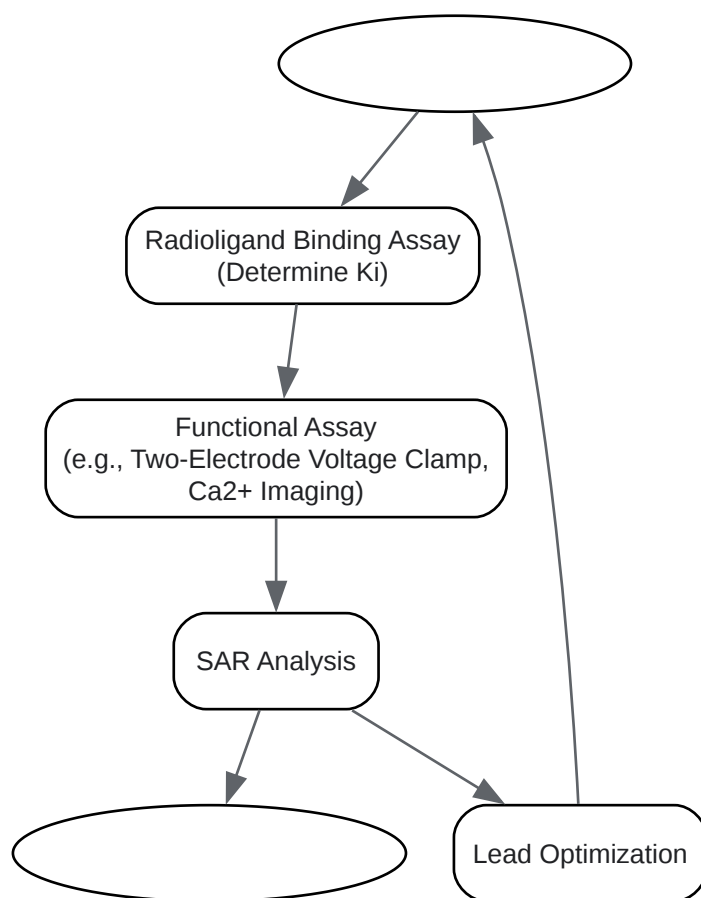 Radioligand Binding Assay
(Determine Ki)
Functional Assay
(e.g., Two-Electrode Voltage Clamp,
Ca2+ Imaging)
SAR Analysis
Lead Optimization